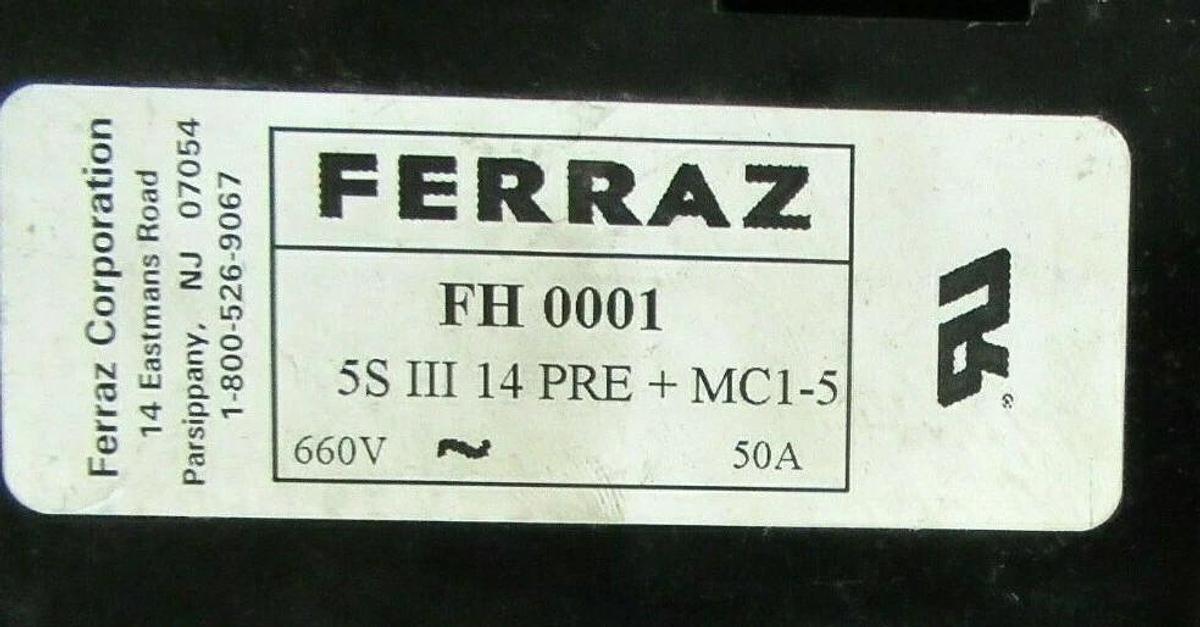 Ferraz Corporation
14 Eastmans Road
Parsippany, NJ 07054
1-800-526-9067
FERRAZ
FH 0001
5S III 14 PRE + MC1-5
660V ~ 50A
®